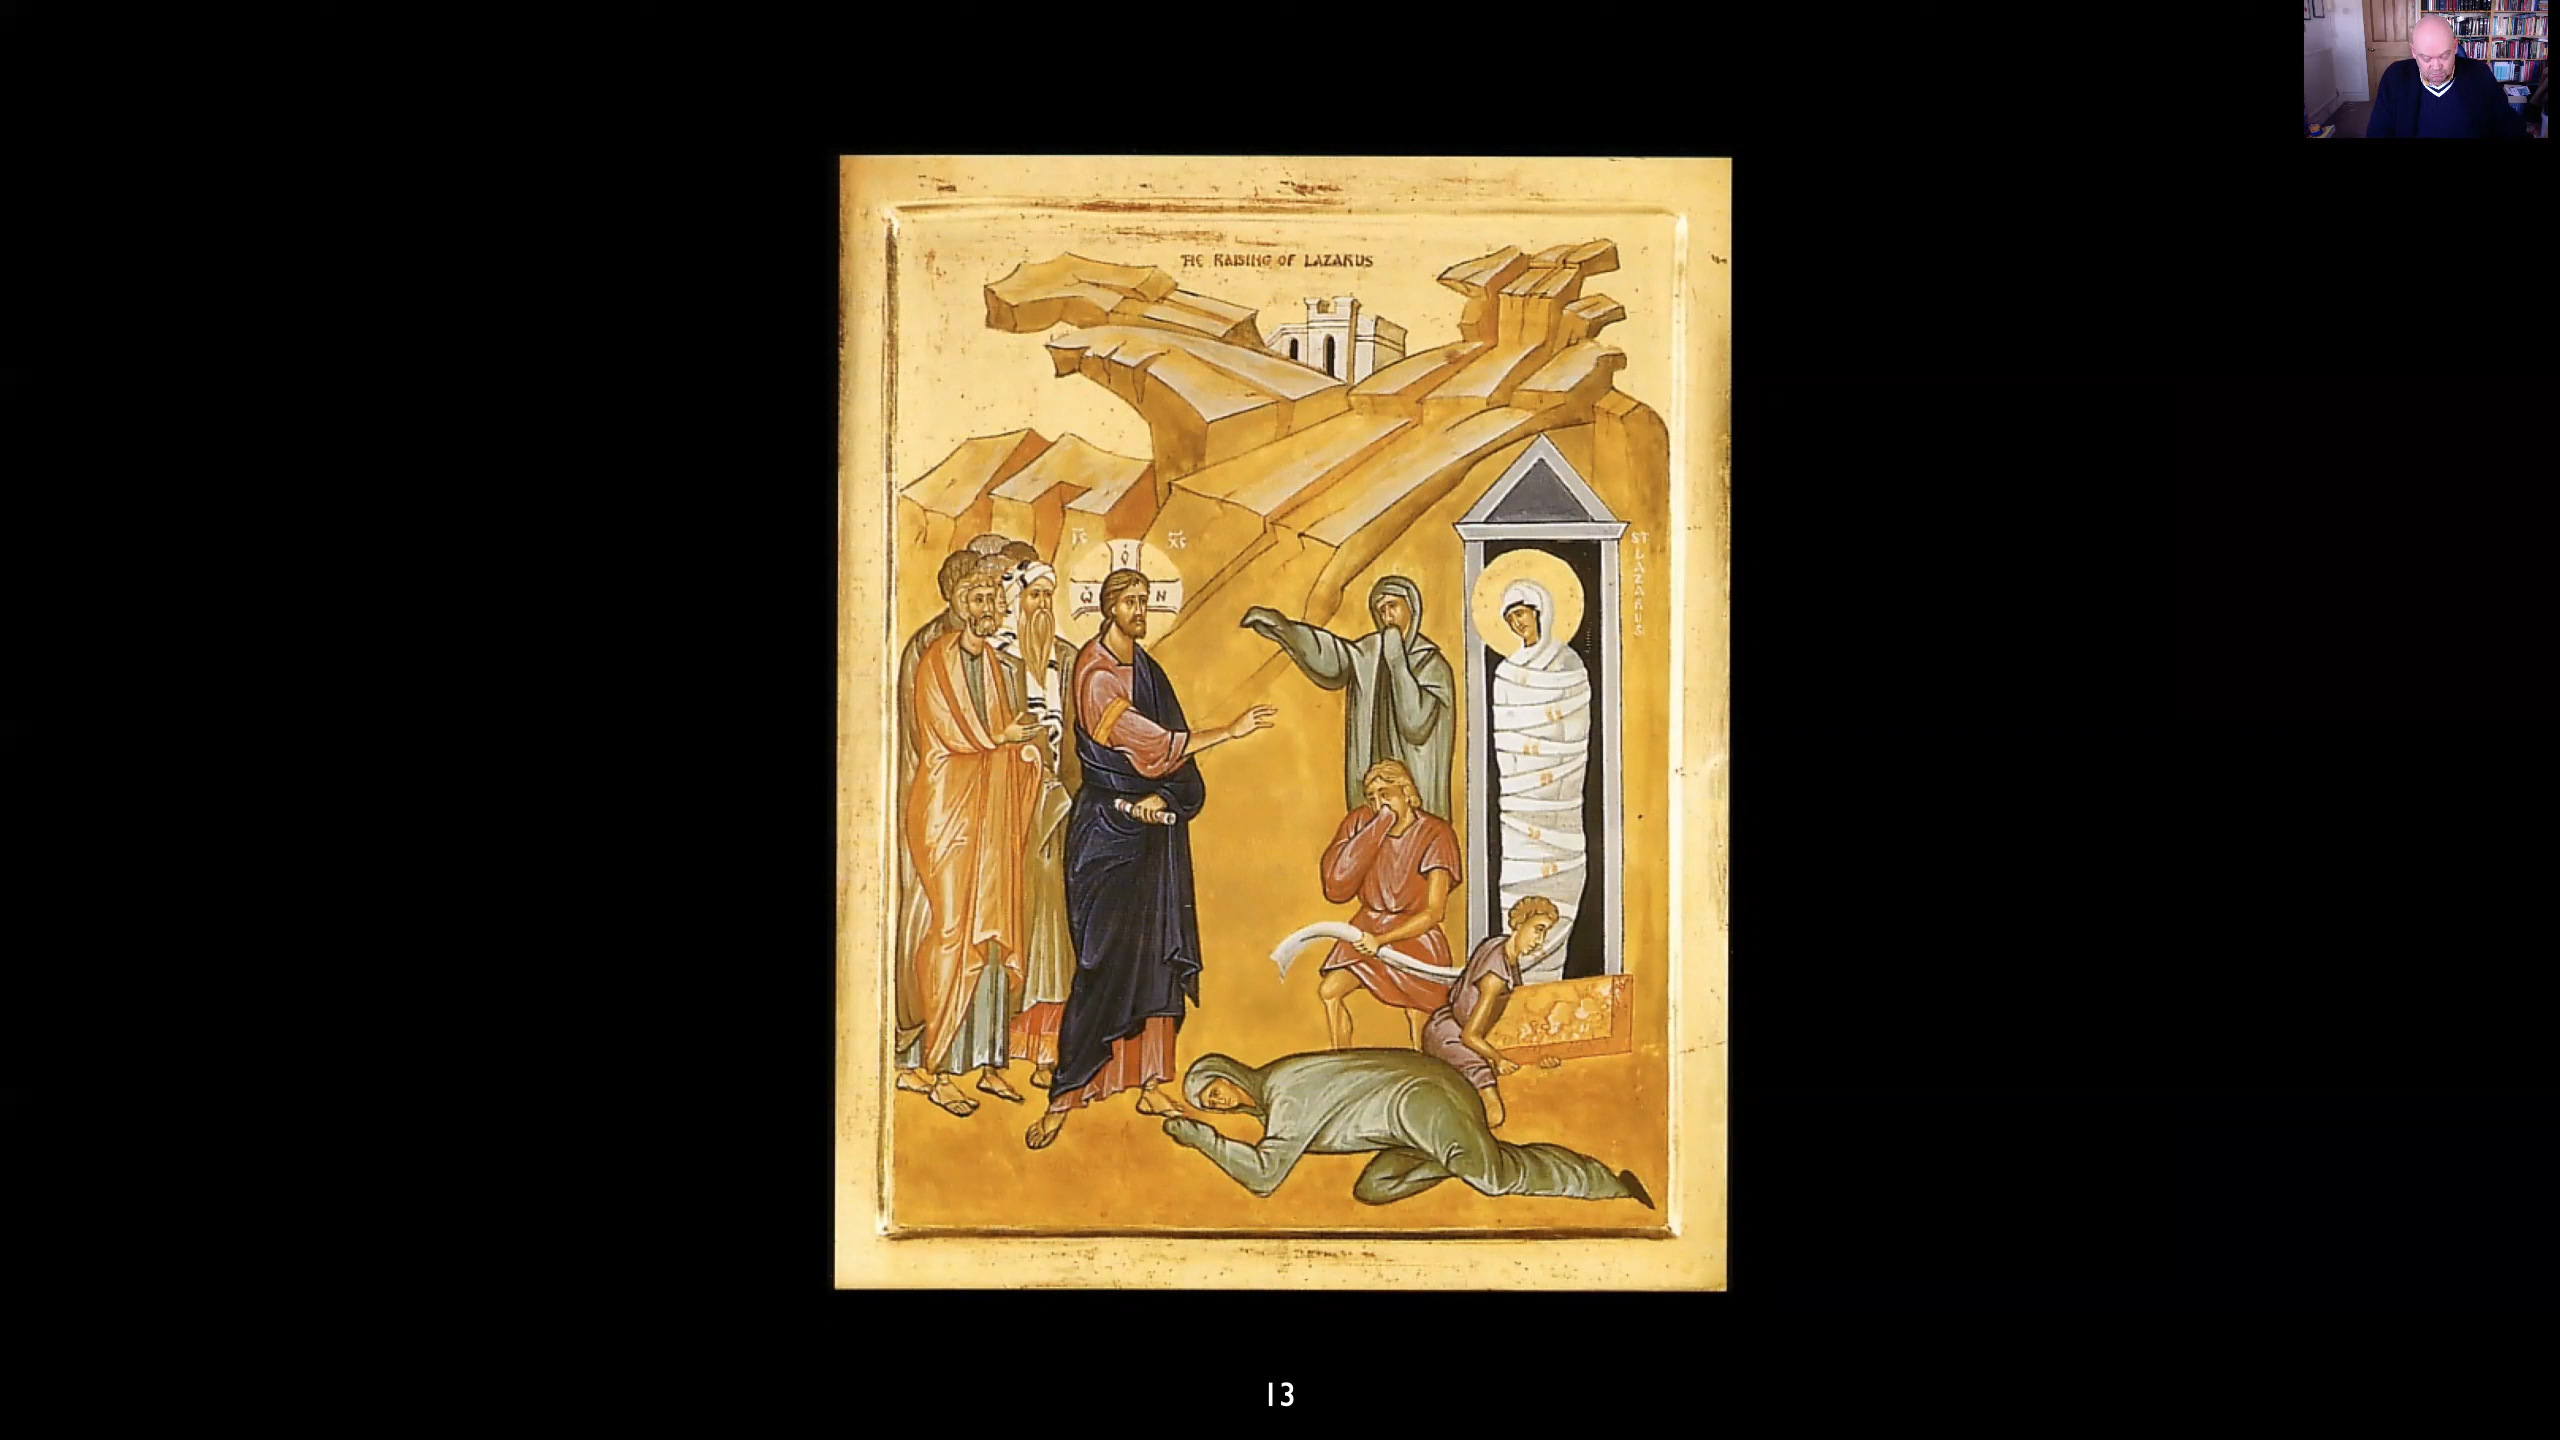 THE RAISING OF LAZARUS
IC XC
Ὁ
Ὤ Ν
ST LAZARUS
13